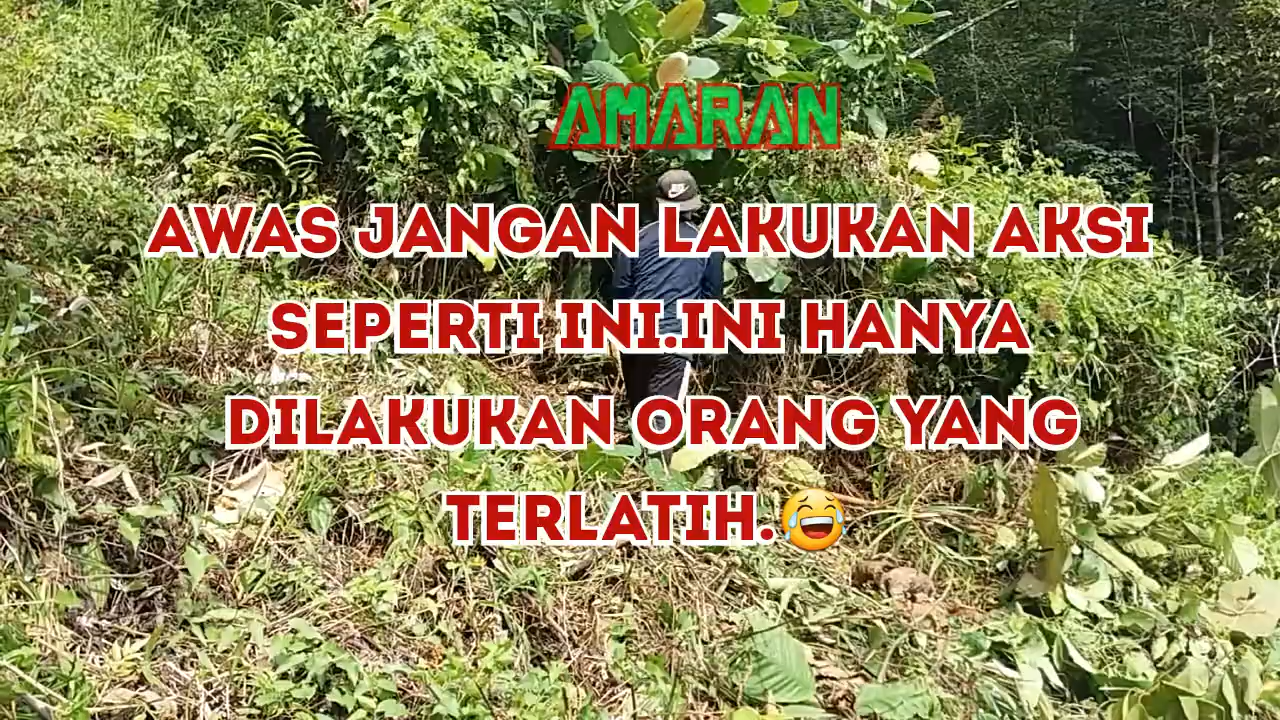 AMARAN
AWAS JANGAN LAKUKAN AKSI
SEPERTI INI.INI HANYA
DILAKUKAN ORANG YANG
TERLATIH.😂